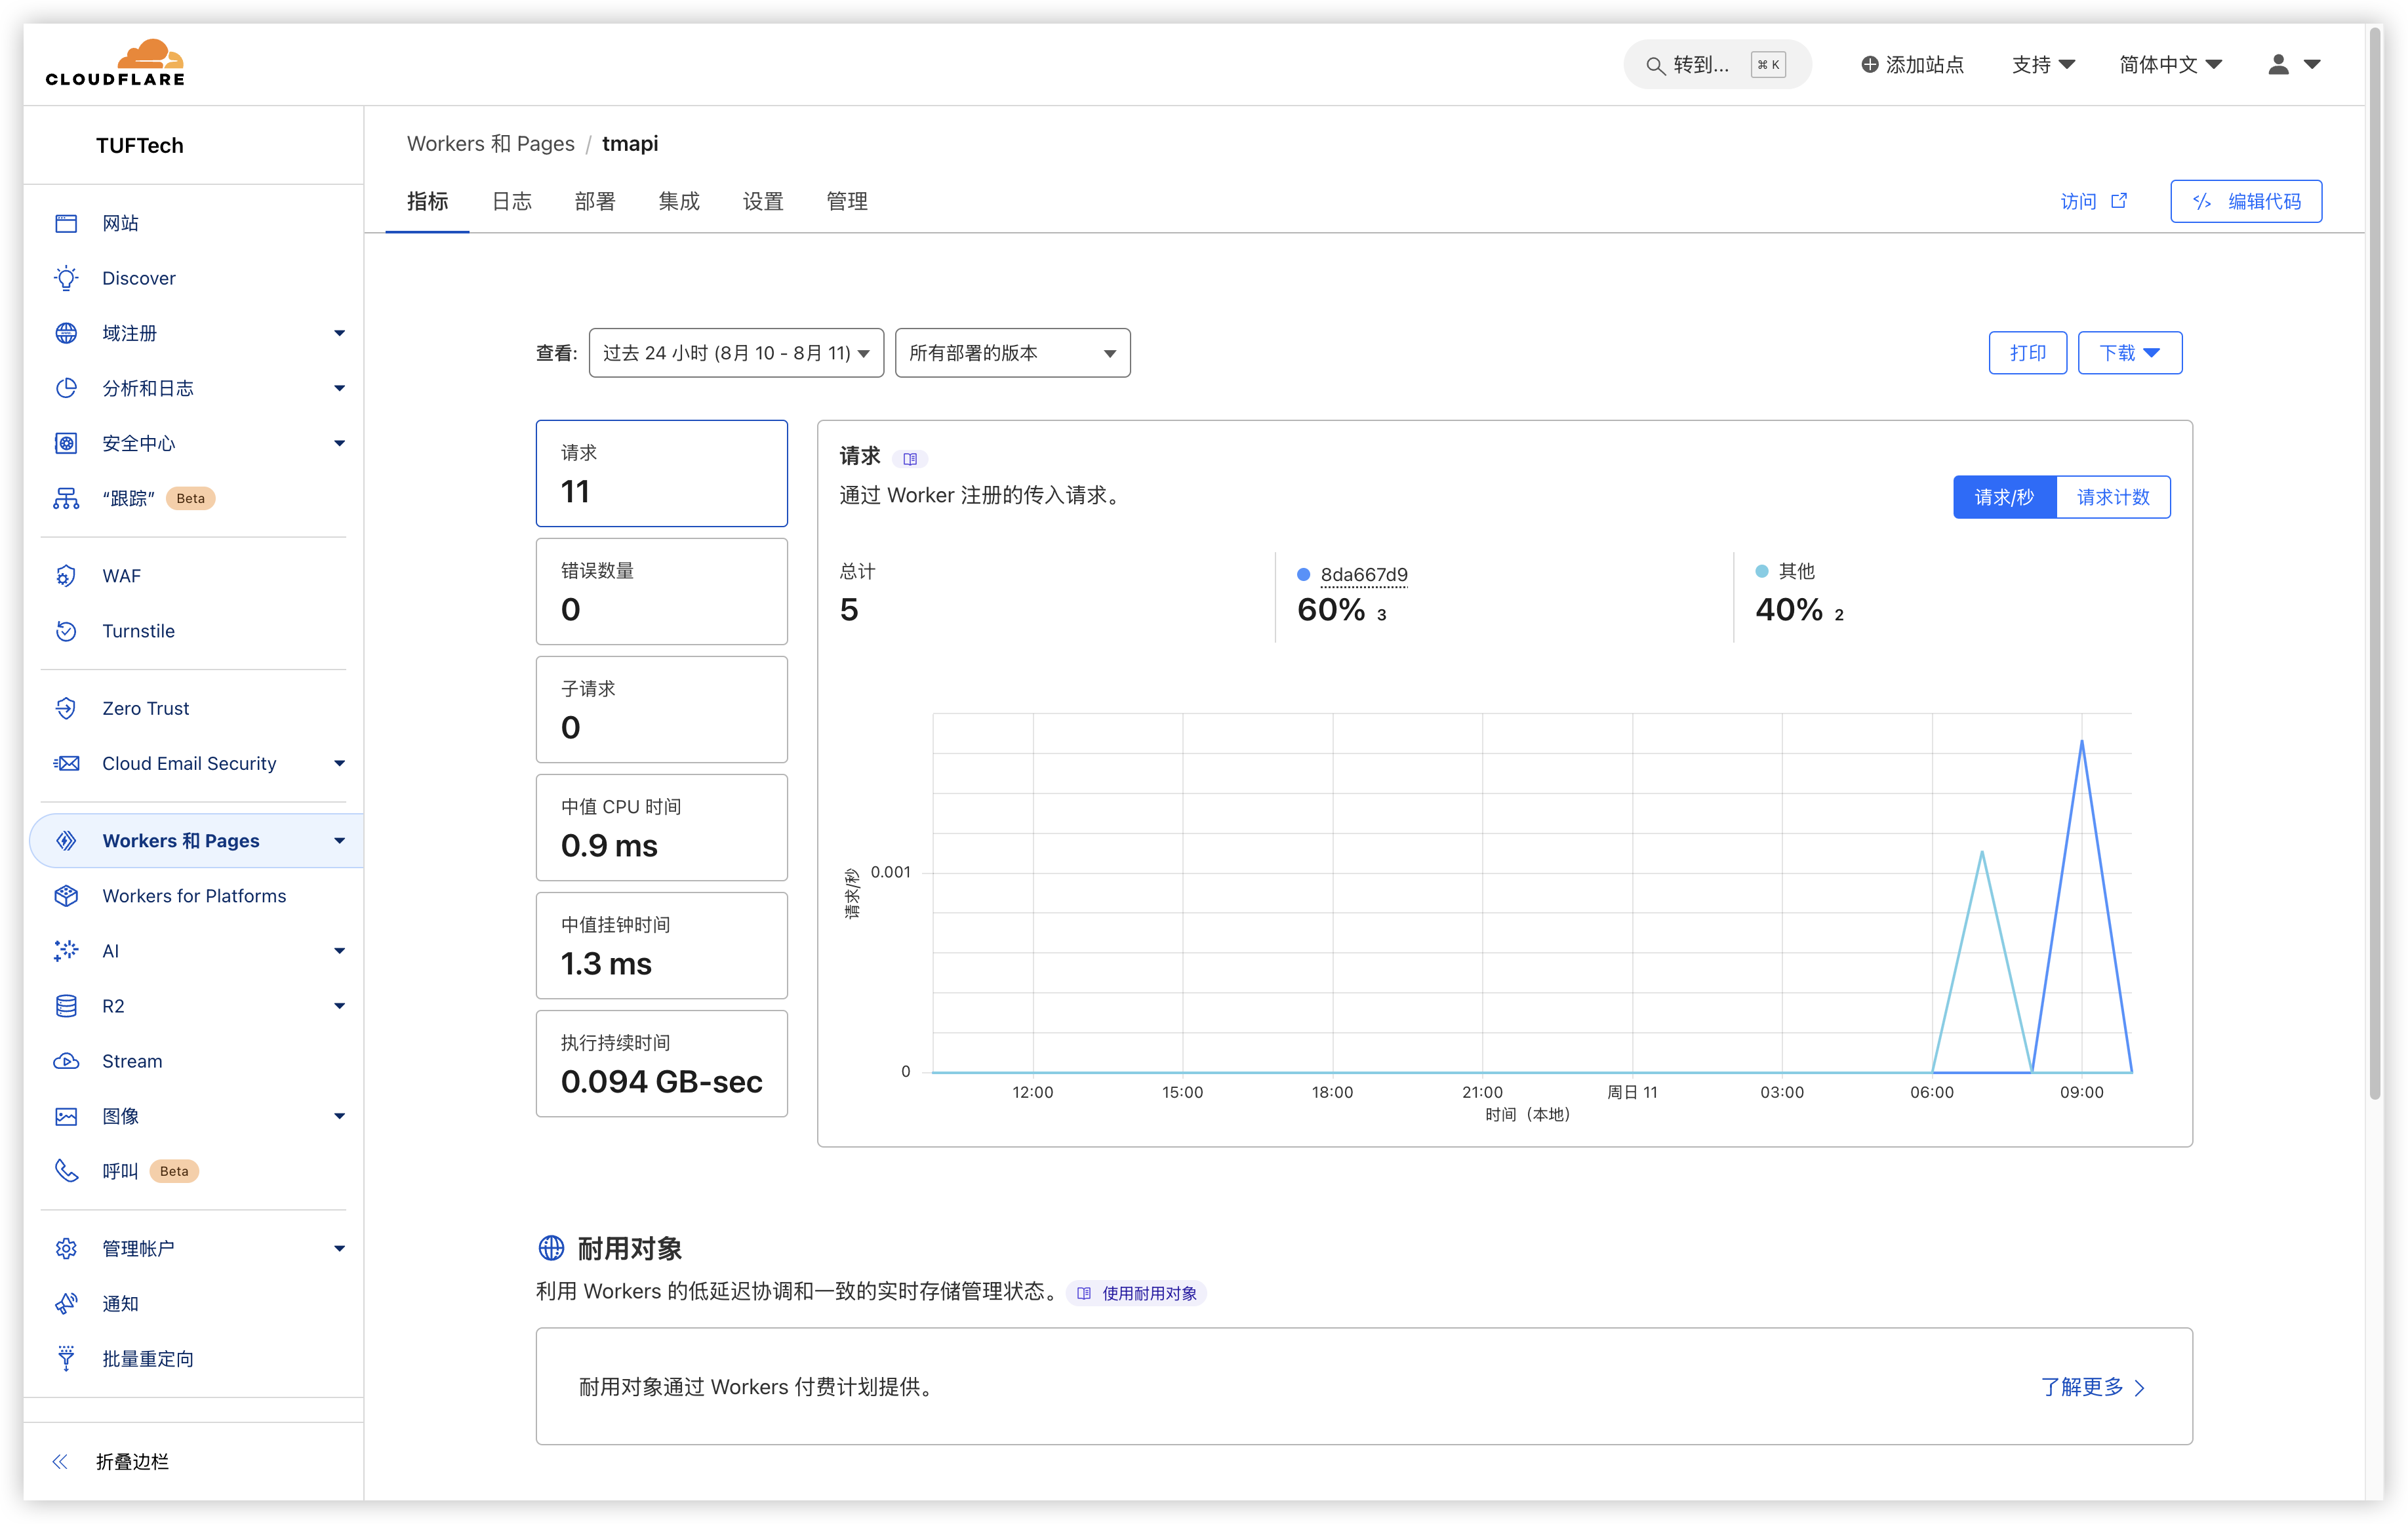 CLOUDFLARE
转到... ⌘ K
添加站点
支持
简体中文
TUFTech
网站
Discover
域注册
分析和日志
安全中心
“跟踪” Beta
WAF
Turnstile
Zero Trust
Cloud Email Security
Workers 和 Pages
Workers for Platforms
AI
R2
Stream
图像
呼叫 Beta
管理帐户
通知
批量重定向
折叠边栏
Workers 和 Pages / tmapi
指标 日志 部署 集成 设置 管理
访问
编辑代码
查看: 过去 24 小时 (8月 10 - 8月 11) 所有部署的版本
打印 下载
请求
11
错误数量
0
子请求
0
中值 CPU 时间
0.9 ms
中值挂钟时间
1.3 ms
执行持续时间
0.094 GB-sec
请求
通过 Worker 注册的传入请求。
请求/秒 请求计数
总计
5
8da667d9
60% 3
其他
40% 2
请求/秒
0.001
0
12:00 15:00 18:00 21:00 周日 11 03:00 06:00 09:00
时间（本地）
耐用对象
利用 Workers 的低延迟协调和一致的实时存储管理状态。 使用耐用对象
耐用对象通过 Workers 付费计划提供。
了解更多